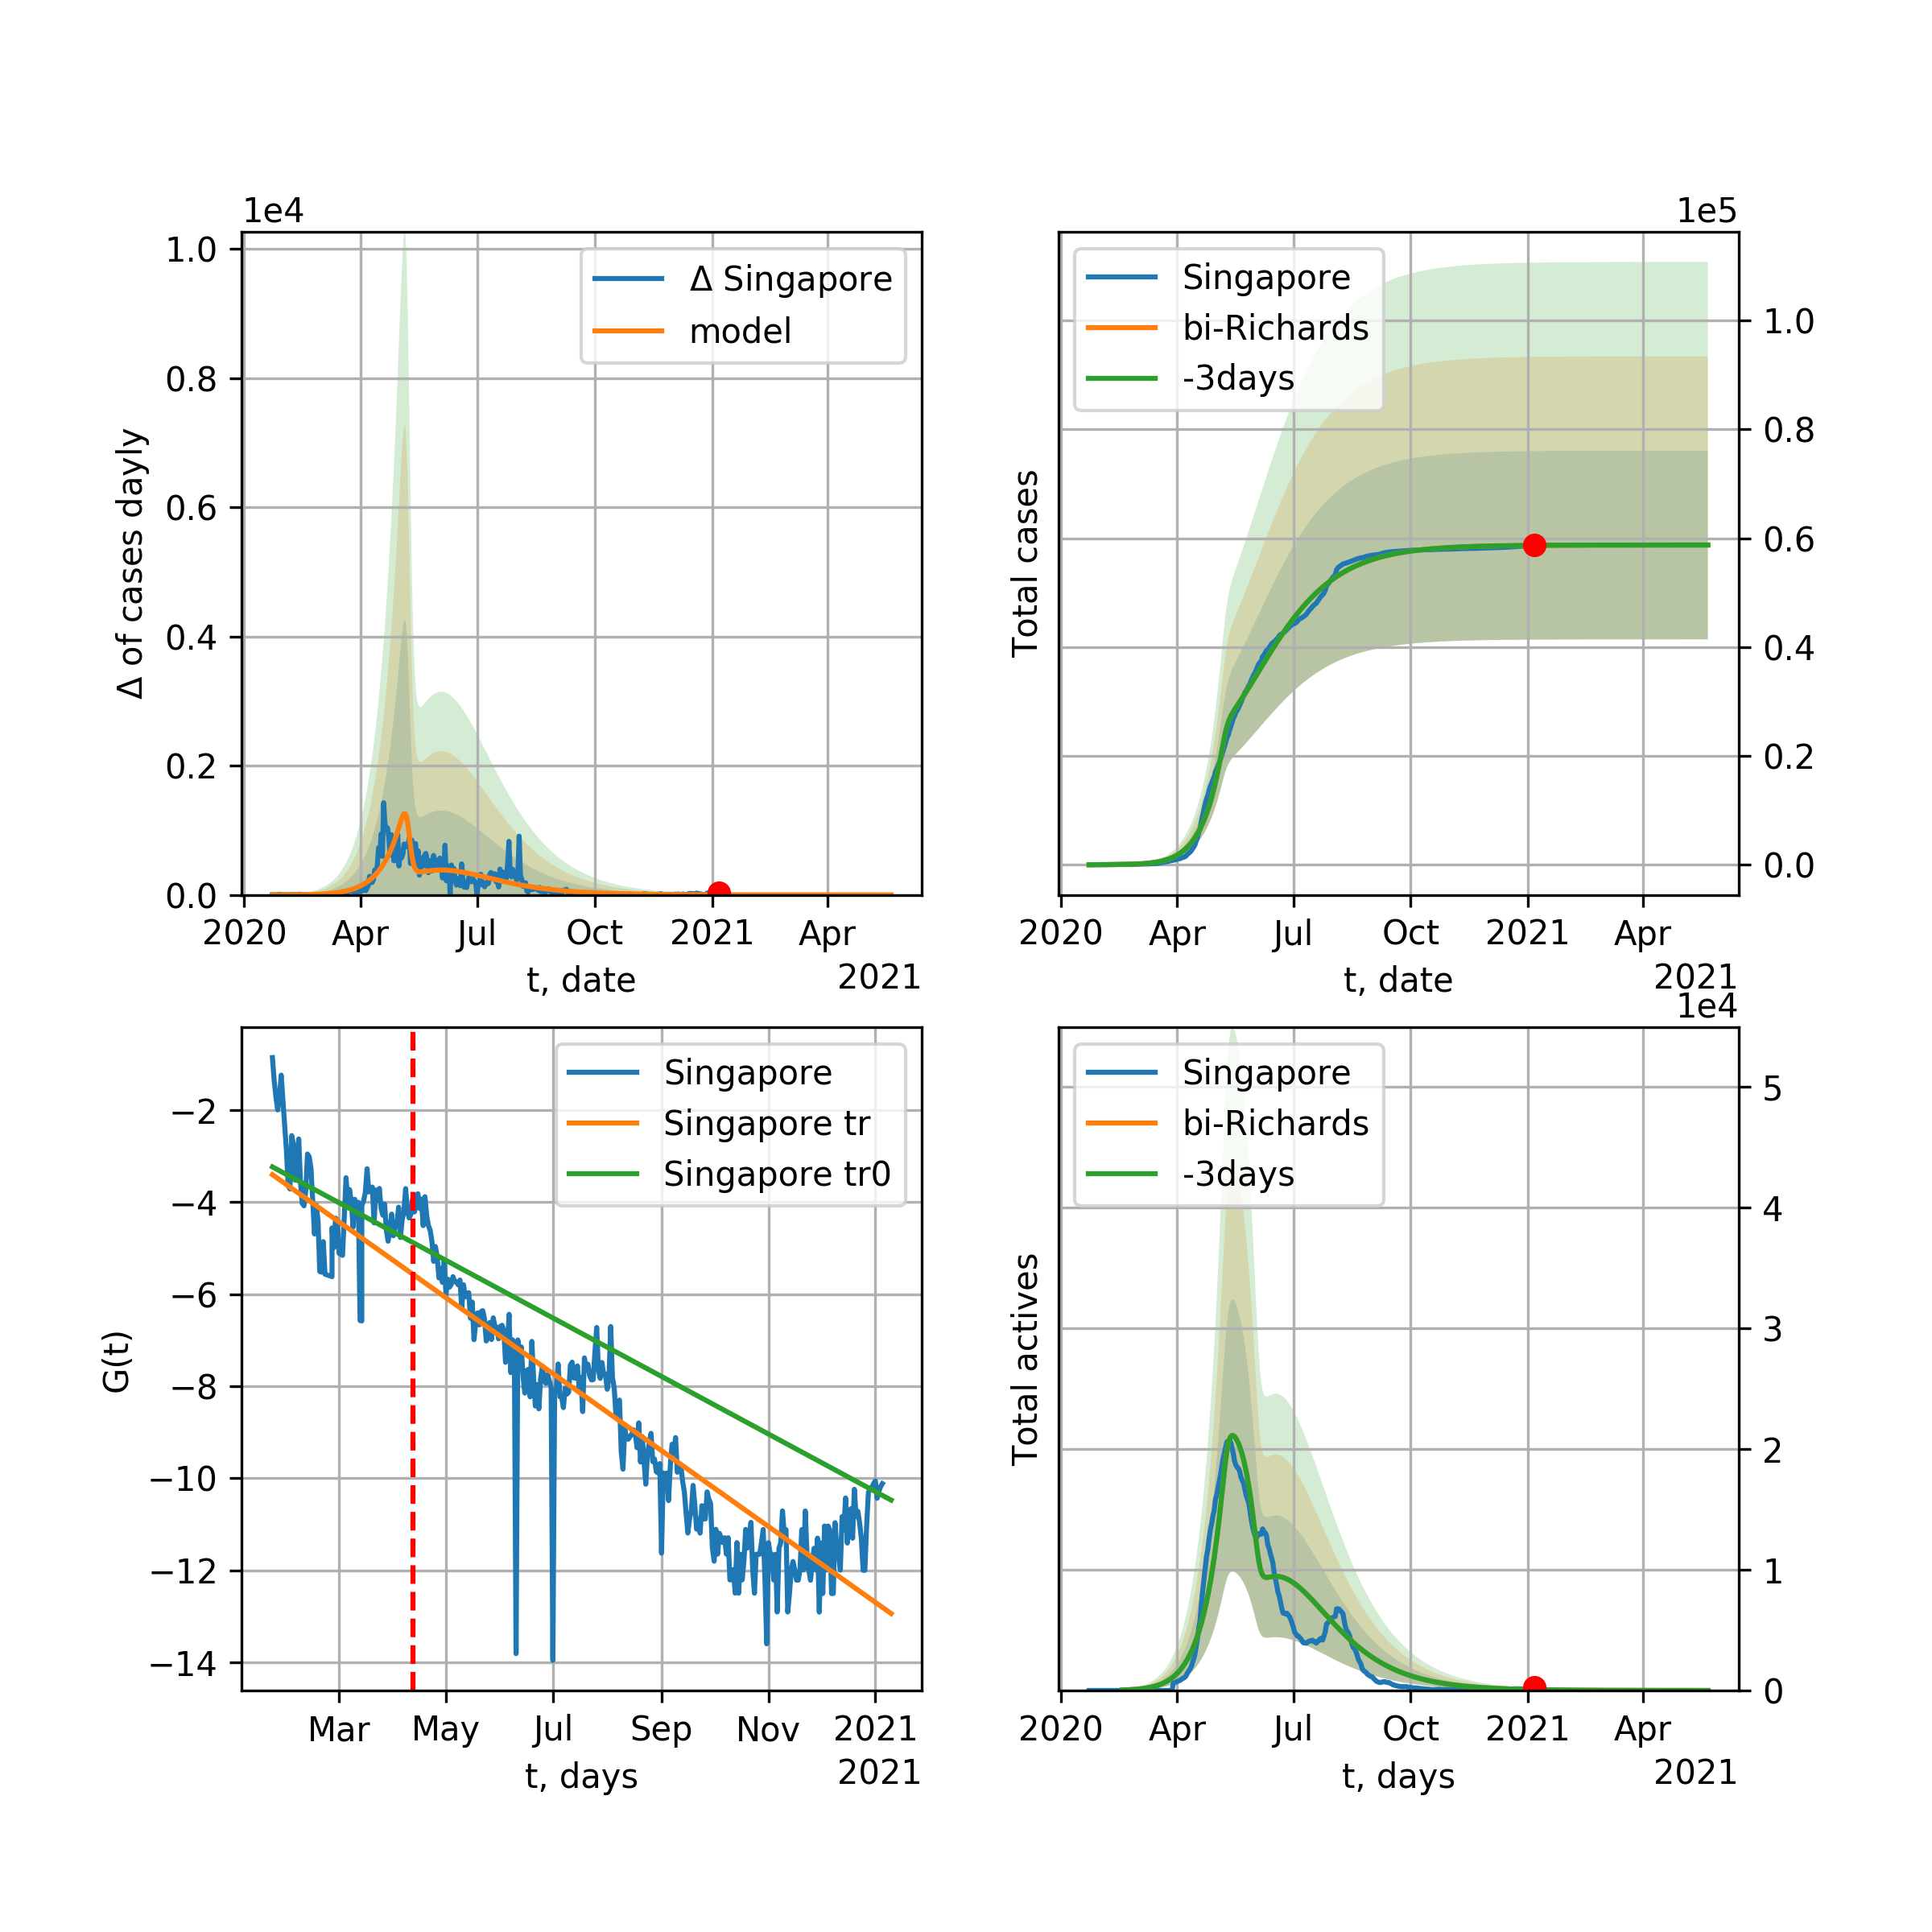 1e4
1.0
0.8
0.6
0.4
0.2
0.0
Δ of cases dayly
Δ Singapore
model
2020 Apr Jul Oct 2021 Apr
t, date
2021
1e5
Singapore
bi-Richards
-3days
1.0
0.8
0.6
0.4
0.2
0.0
Total cases
2020 Apr Jul Oct 2021 Apr
t, date
2021
−2
−4
−6
−8
−10
−12
−14
G(t)
Singapore
Singapore tr
Singapore tr0
Mar May Jul Sep Nov 2021
t, days
2021
1e4
Singapore
bi-Richards
-3days
5
4
3
2
1
0
Total actives
2020 Apr Jul Oct 2021 Apr
t, days
2021